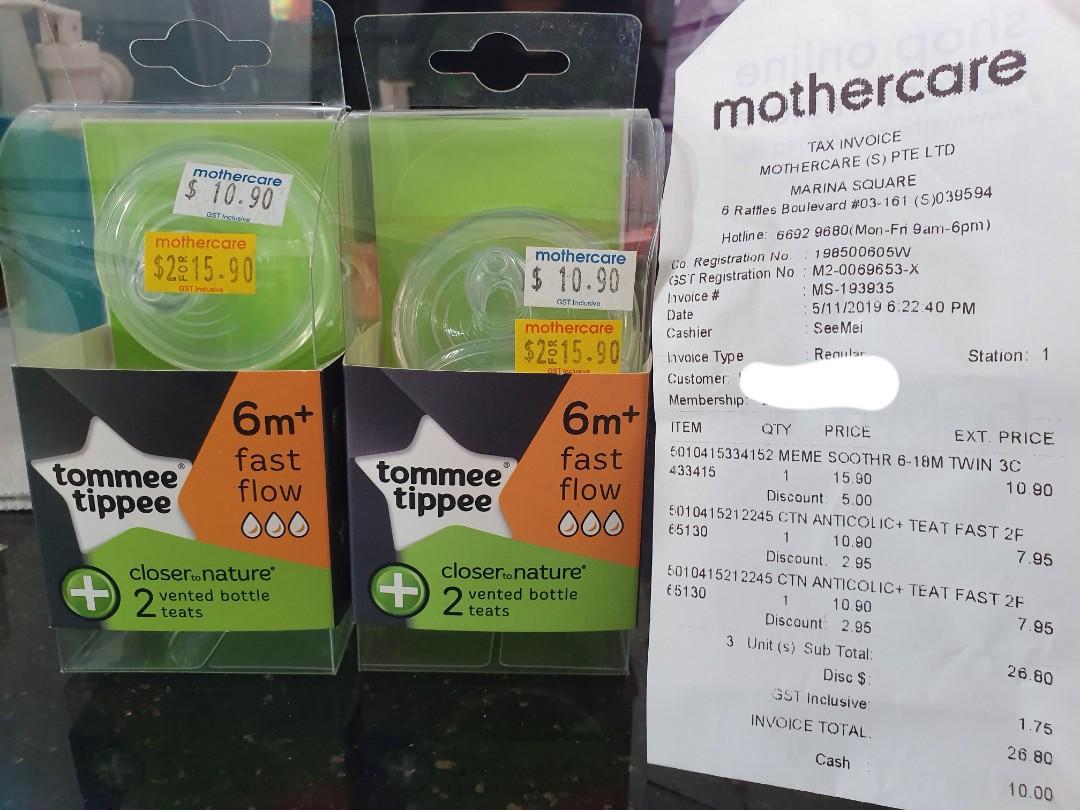 mothercare
$ 10.90
GST Inclusive
mothercare
$2 FOR 15.90
GST Inclusive
6m+
fast
flow
tommee®
tippee
closer to nature®
2 vented bottle
teats
mothercare
$ 10.90
GST Inclusive
mothercare
$2 FOR 15.90
GST Inclusive
6m+
fast
flow
tommee®
tippee
closer to nature®
2 vented bottle
teats
shop online
mothercare
TAX INVOICE
MOTHERCARE (S) PTE LTD
MARINA SQUARE
6 Raffles Boulevard #03-161 (S)039594
Hotline: 6692 9680(Mon-Fri 9am-6pm)
Co. Registration No. : 198500605W
GST Registration No : M2-0069653-X
Invoice # : MS-193935
Date : 5/11/2019 6:22:40 PM
Cashier : SeeMei
Invoice Type : Regular Station: 1
Customer:
Membership:
ITEM QTY PRICE EXT. PRICE
5010415334152 MEME SOOTHR 6-18M TWIN 3C
433415 1 15.90 10.90
Discount: 5.00
5010415212245 CTN ANTICOLIC+ TEAT FAST 2F
65130 1 10.90 7.95
Discount: 2.95
5010415212245 CTN ANTICOLIC+ TEAT FAST 2F
65130 1 10.90 7.95
Discount: 2.95
3 Unit(s) Sub Total: 26.80
Disc $:
GST Inclusive: 1.75
INVOICE TOTAL: 26.80
Cash : 10.00